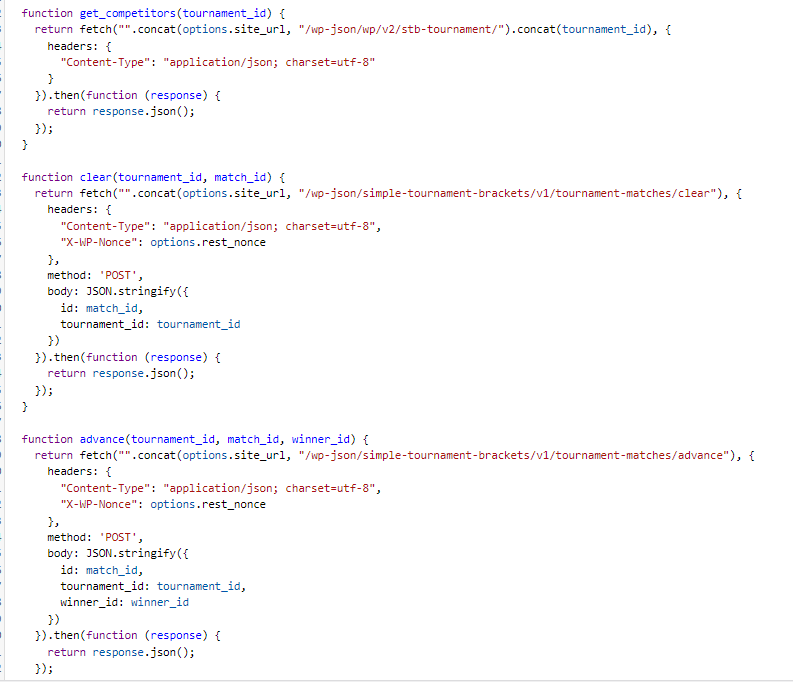 function get_competitors(tournament_id) {
  return fetch("".concat(options.site_url, "/wp-json/wp/v2/stb-tournament/").concat(tournament_id), {
    headers: {
      "Content-Type": "application/json; charset=utf-8"
    }
  }).then(function (response) {
    return response.json();
  });
}

function clear(tournament_id, match_id) {
  return fetch("".concat(options.site_url, "/wp-json/simple-tournament-brackets/v1/tournament-matches/clear"), {
    headers: {
      "Content-Type": "application/json; charset=utf-8",
      "X-WP-Nonce": options.rest_nonce
    },
    method: 'POST',
    body: JSON.stringify({
      id: match_id,
      tournament_id: tournament_id
    })
  }).then(function (response) {
    return response.json();
  });
}

function advance(tournament_id, match_id, winner_id) {
  return fetch("".concat(options.site_url, "/wp-json/simple-tournament-brackets/v1/tournament-matches/advance"), {
    headers: {
      "Content-Type": "application/json; charset=utf-8",
      "X-WP-Nonce": options.rest_nonce
    },
    method: 'POST',
    body: JSON.stringify({
      id: match_id,
      tournament_id: tournament_id,
      winner_id: winner_id
    })
  }).then(function (response) {
    return response.json();
  });